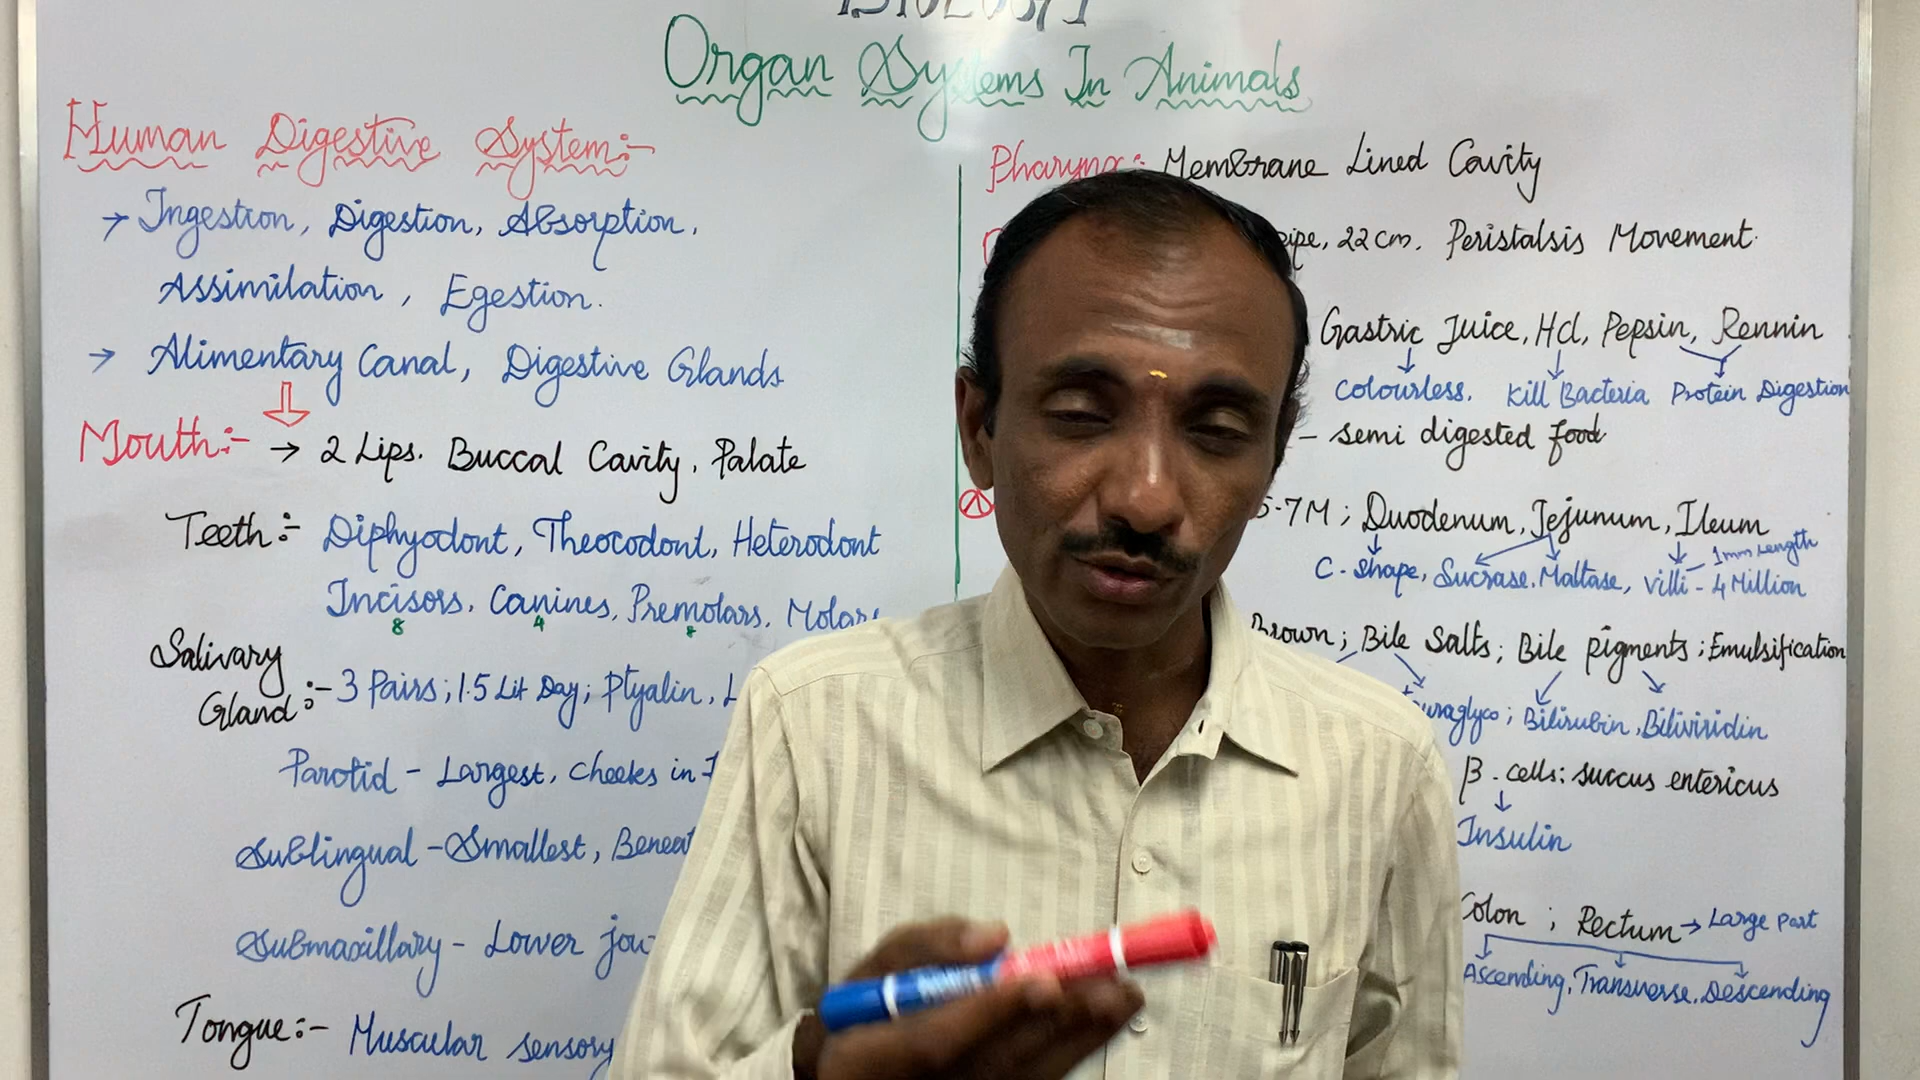 Organ Systems In Animals
Human Digestive System:-
→ Ingestion, Digestion, Absorption,
Assimilation, Egestion.
→ Alimentary Canal, Digestive Glands
Mouth:- → 2 Lips. Buccal Cavity, Palate
Teeth:- Diphyodont, Theocodont, Heterodont
Incisors, Canines, Premolars, Molars
8 4 8
Salivary
Gland:- 3 Pairs; 1.5 Lit Day; Ptyalin,
Parotid - Largest, Cheeks in
Sublingual - Smallest,
Submaxillary - Lower
Tongue:- Muscular sensory
Pharynx: Membrane Lined Cavity
22 cm. Peristalsis Movement.
Gastric Juice, Hcl, Pepsin, Rennin
Colourless. Kill Bacteria Protein Digestion
- semi digested food.
5-7 M; Duodenum, Jejunum, Ileum
1mm Length
C-shape, Sucrase. Maltase, Villi - 4 Million
Brown; Bile Salts; Bile pigments; Emulsification
Bilirubin, Biliviridin
β-cells: succus entericus
Insulin
Colon; Rectum → Large part
Ascending, Transverse. Descending